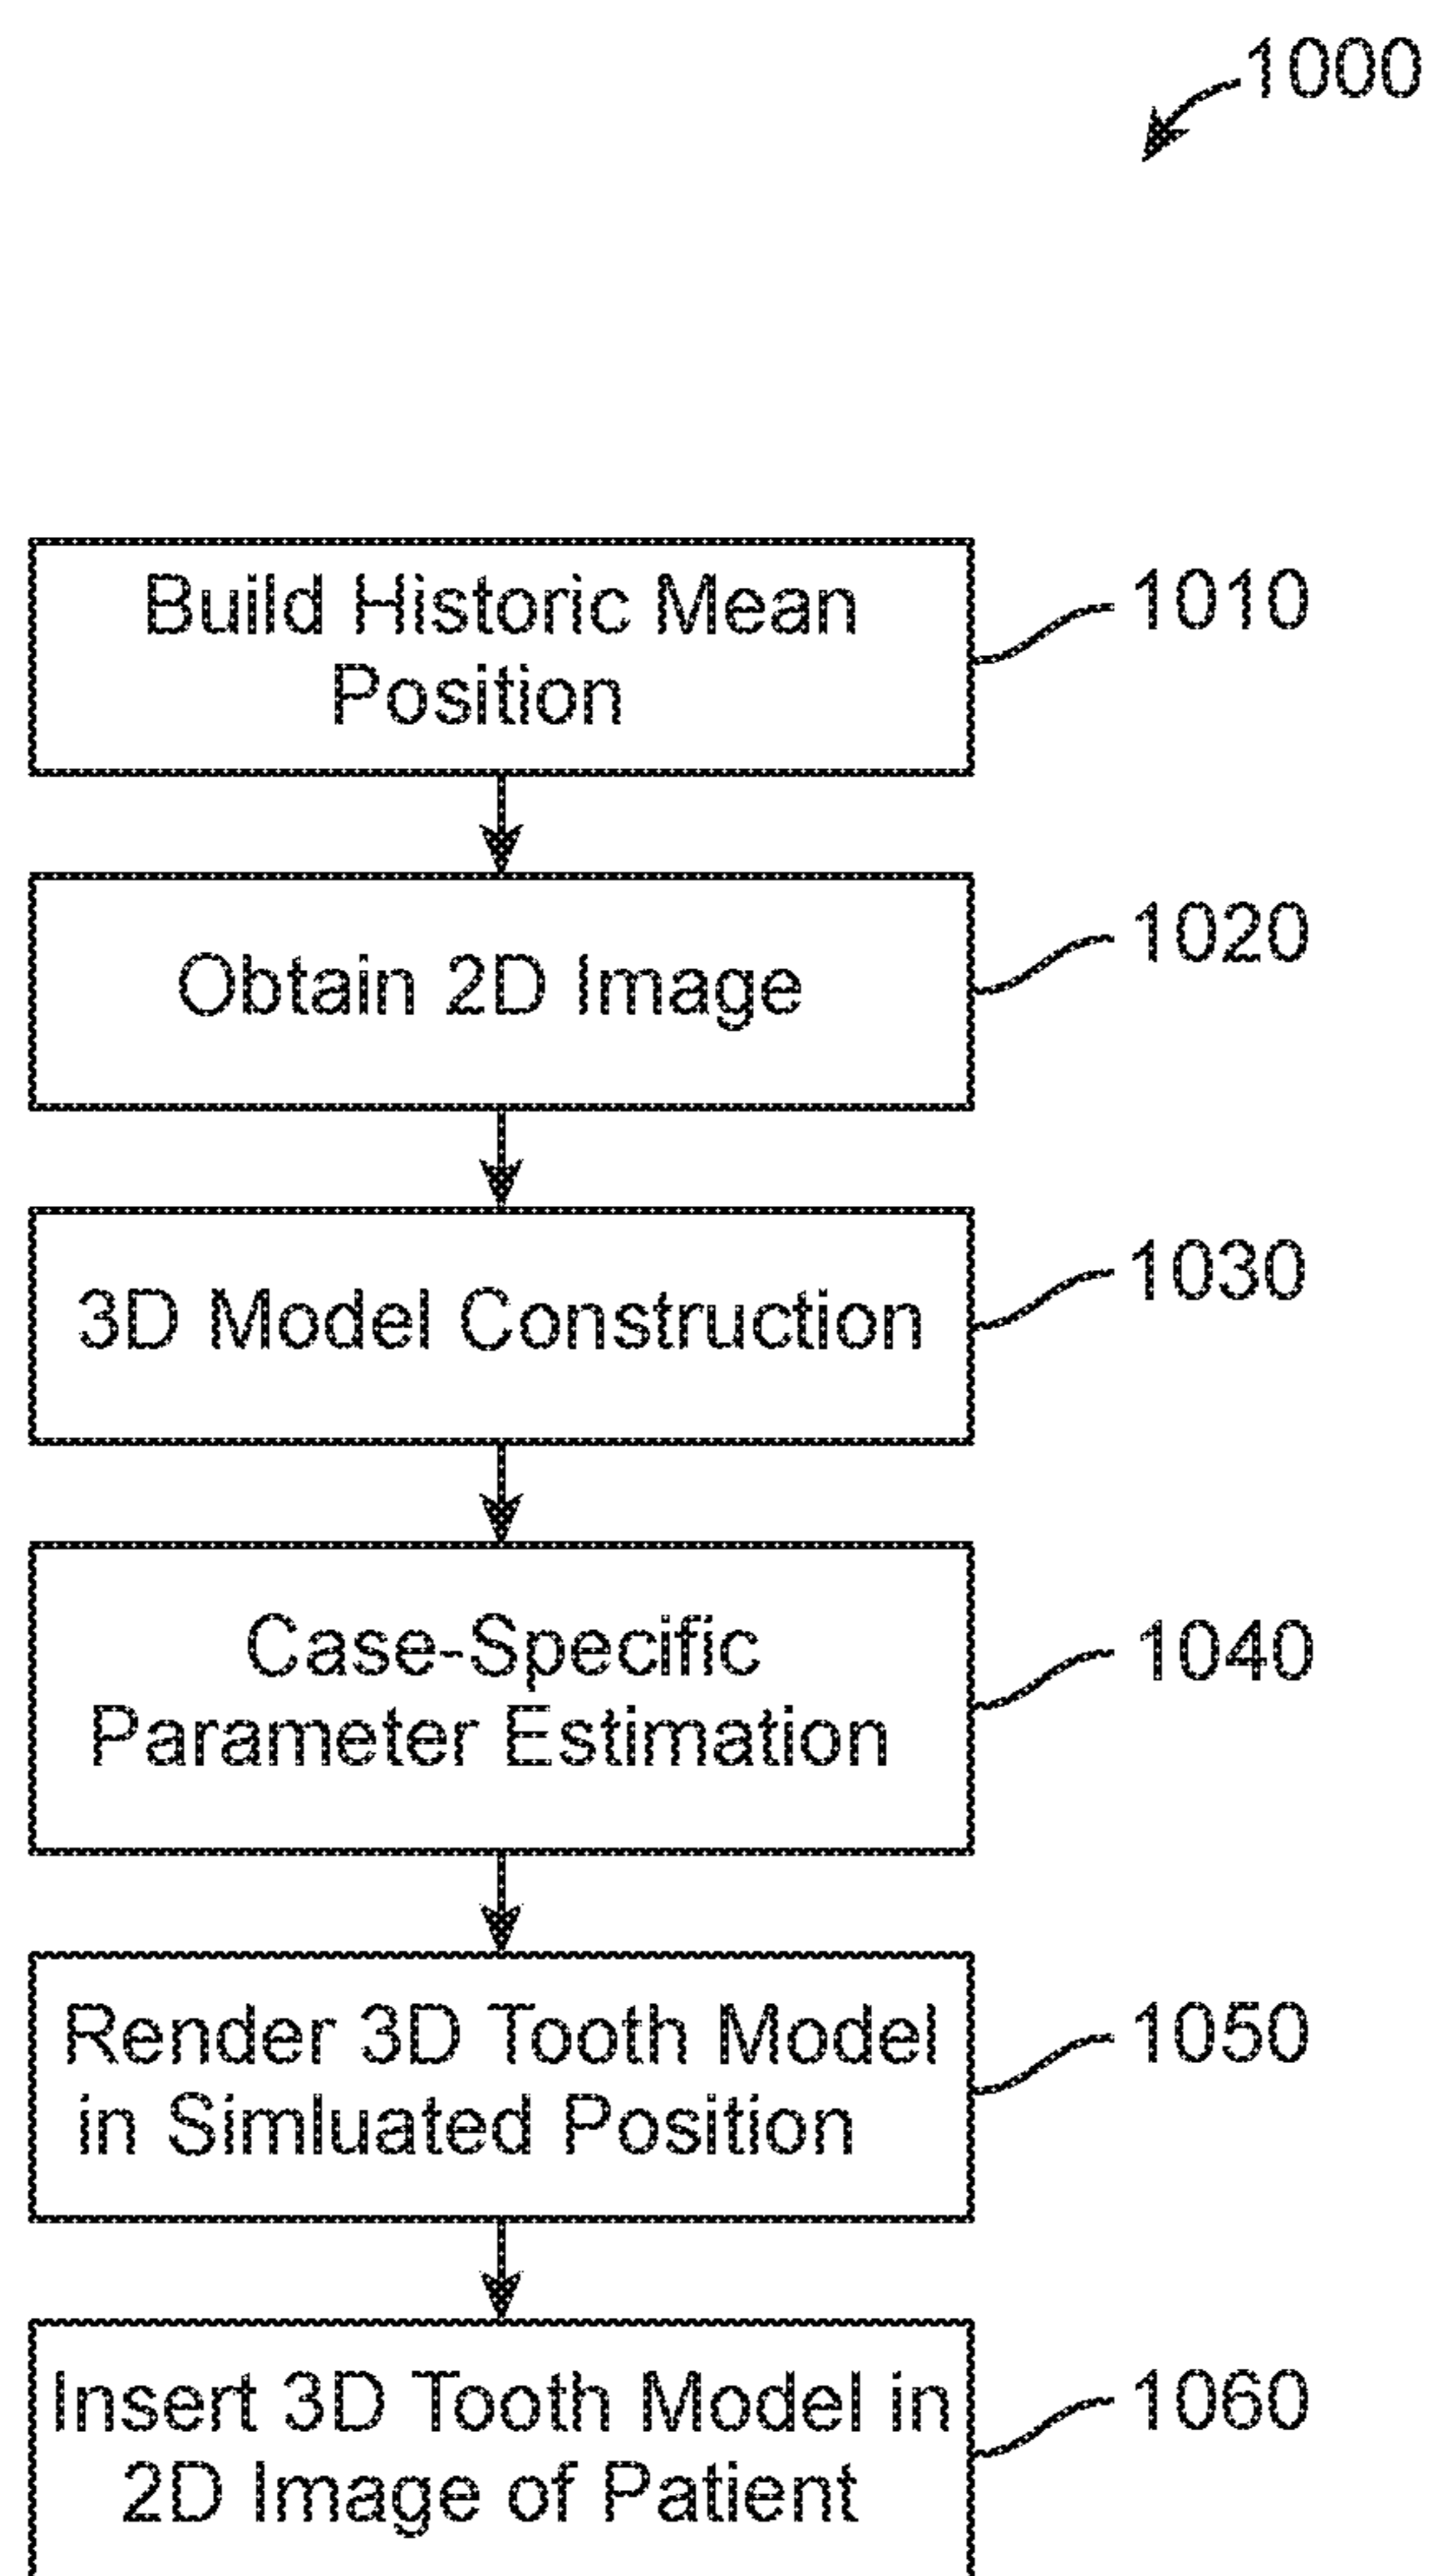 1000
Build Historic Mean
Position
1010
Obtain 2D Image
1020
3D Model Construction
1030
Case-Specific
Parameter Estimation
1040
Render 3D Tooth Model
in Simluated Position
1050
Insert 3D Tooth Model in
2D Image of Patient
1060